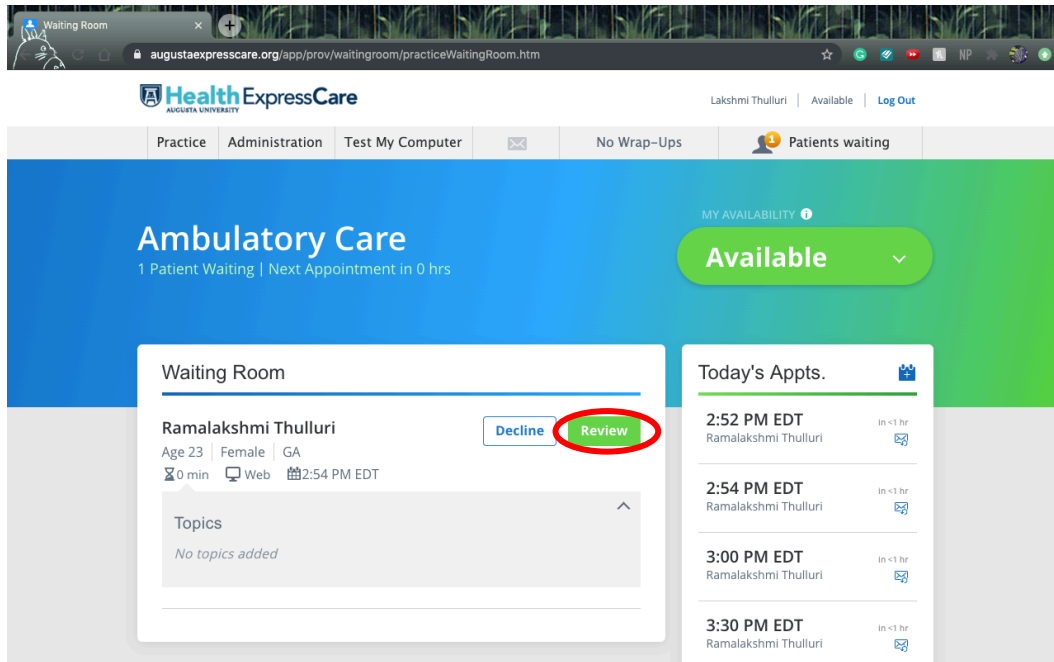 Waiting Room
augustaexpresscare.org/app/prov/waitingroom/practiceWaitingRoom.htm
NP
Health ExpressCare
AUGUSTA UNIVERSITY
Lakshmi Thulluri | Available | Log Out
Practice Administration Test My Computer No Wrap-Ups 1 Patients waiting
MY AVAILABILITY
Ambulatory Care
Available
1 Patient Waiting | Next Appointment in 0 hrs
Waiting Room
Ramalakshmi Thulluri
Decline Review
Age 23 | Female | GA
0 min Web 2:54 PM EDT
Topics
No topics added
Today's Appts.
2:52 PM EDT in <1 hr
Ramalakshmi Thulluri
2:54 PM EDT in <1 hr
Ramalakshmi Thulluri
3:00 PM EDT in <1 hr
Ramalakshmi Thulluri
3:30 PM EDT in <1 hr
Ramalakshmi Thulluri